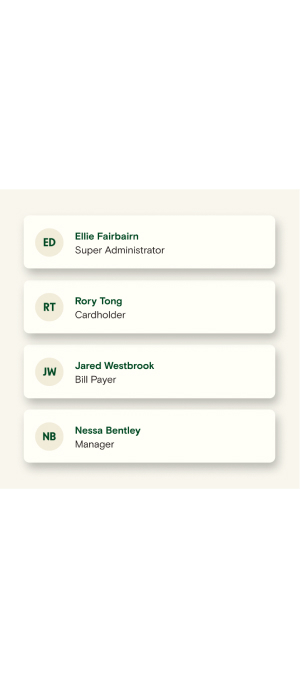 ED
Ellie Fairbairn
Super Administrator
RT
Rory Tong
Cardholder
JW
Jared Westbrook
Bill Payer
NB
Nessa Bentley
Manager